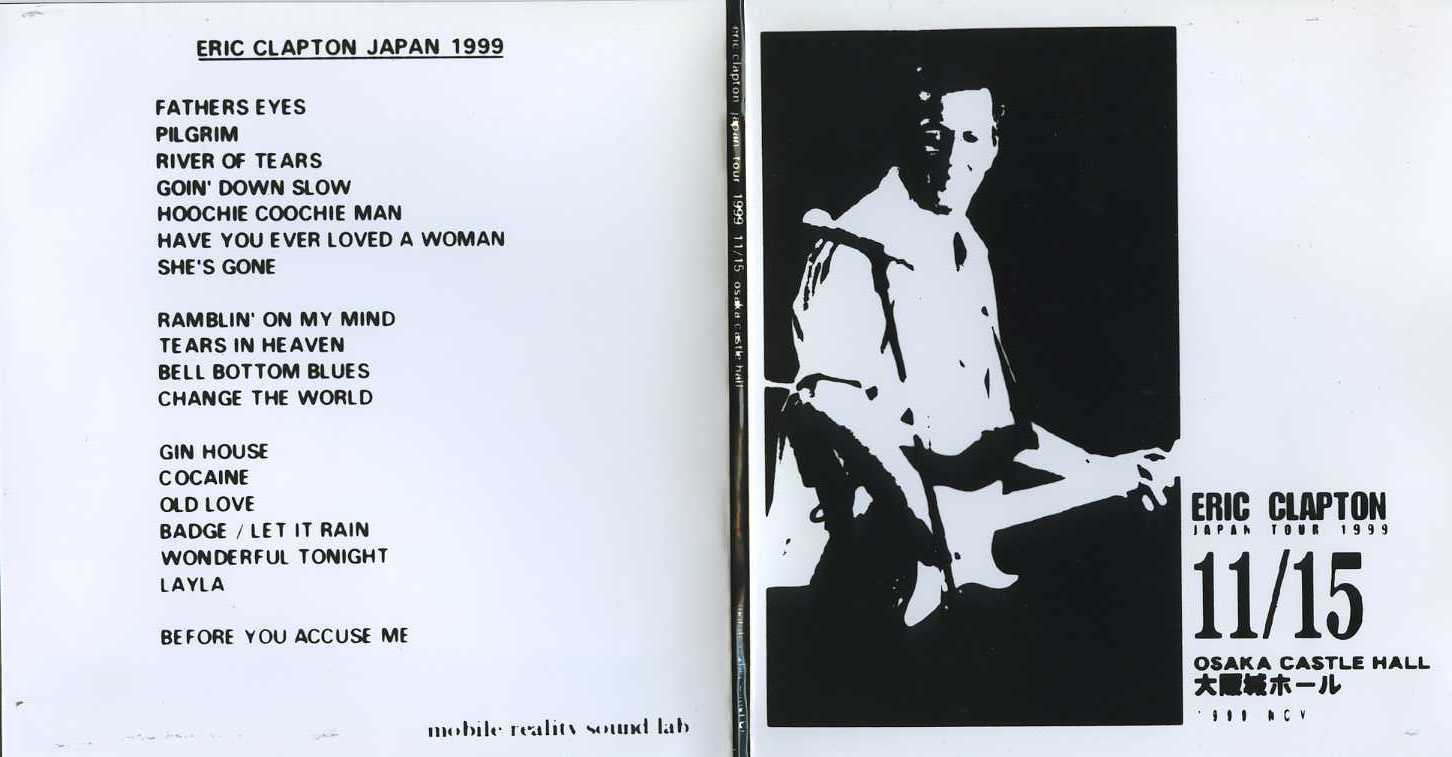 ERIC CLAPTON JAPAN 1999
FATHERS EYES
PILGRIM
RIVER OF TEARS
GOIN' DOWN SLOW
HOOCHIE COOCHIE MAN
HAVE YOU EVER LOVED A WOMAN
SHE'S GONE
RAMBLIN' ON MY MIND
TEARS IN HEAVEN
BELL BOTTOM BLUES
CHANGE THE WORLD
GIN HOUSE
COCAINE
OLD LOVE
BADGE / LET IT RAIN
WONDERFUL TONIGHT
LAYLA
BEFORE YOU ACCUSE ME
mobile reality sound lab
eric clapton japan tour 1999 11/15 osaka castle hall
ERIC CLAPTON
JAPAN TOUR 1999
11/15
OSAKA CASTLE HALL
大阪城ホール